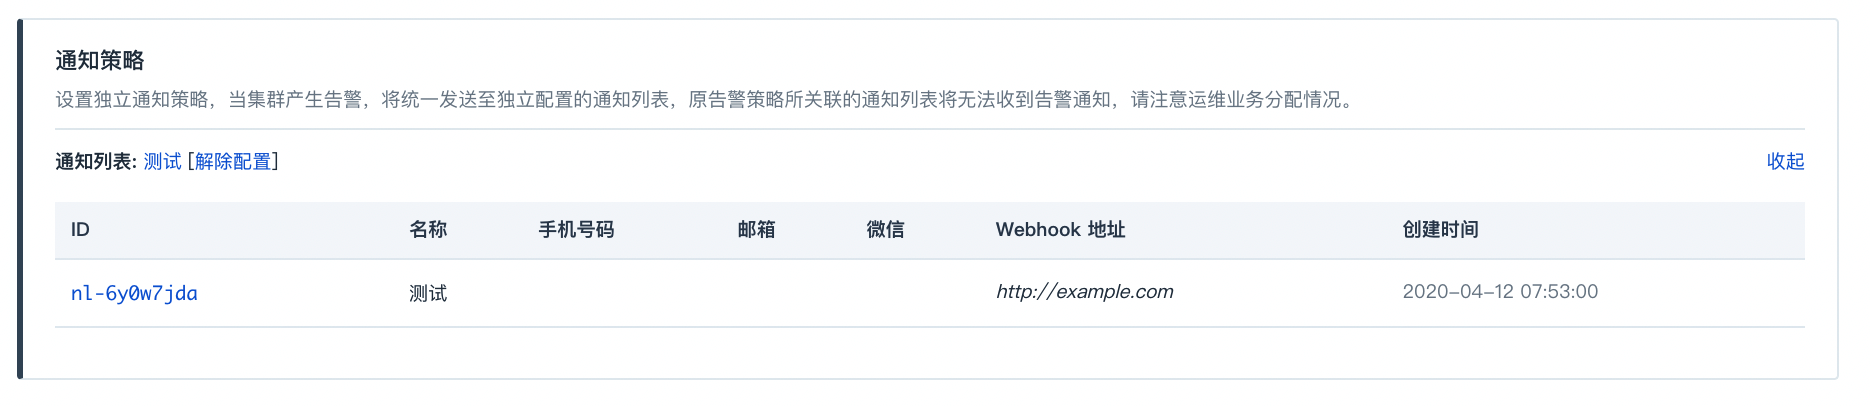 通知策略
设置独立通知策略，当集群产生告警，将统一发送至独立配置的通知列表，原告警策略所关联的通知列表将无法收到告警通知，请注意运维业务分配情况。
通知列表: 测试 [解除配置] 收起
ID 名称 手机号码 邮箱 微信 Webhook 地址 创建时间
nl-6y0w7jda 测试 http://example.com 2020-04-12 07:53:00